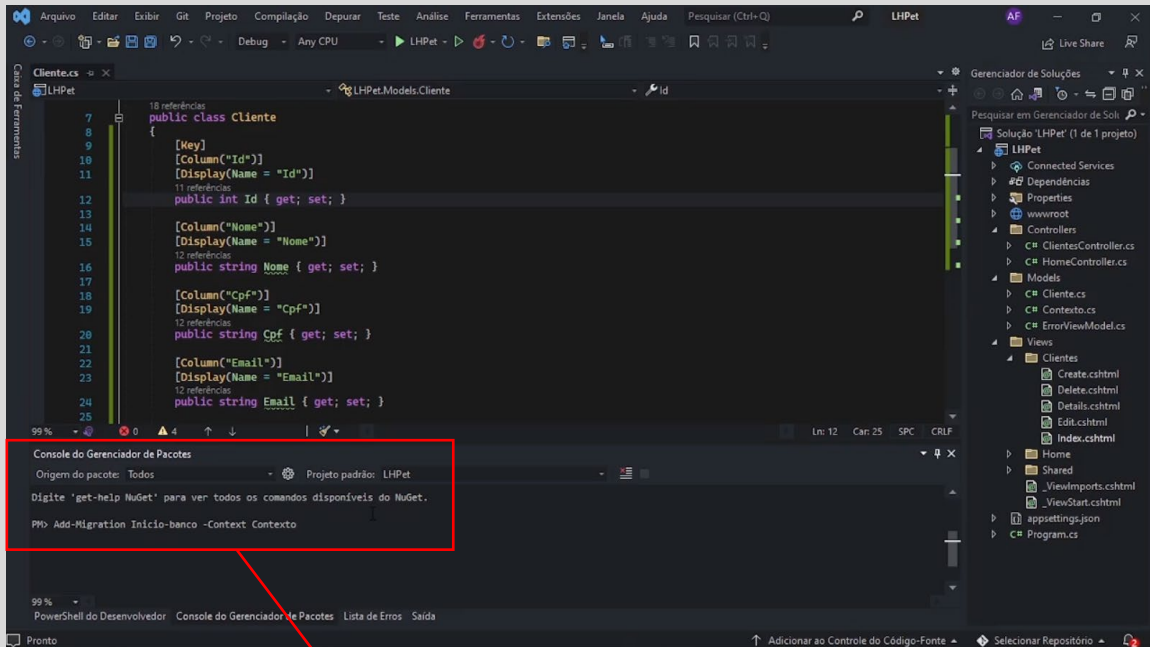 Arquivo Editar Exibir Git Projeto Compilação Depurar Teste Análise Ferramentas Extensões Janela Ajuda Pesquisar (Ctrl+Q) LHPet AF
Debug Any CPU LHPet Live Share
Caixa de Ferramentas
Cliente.cs
LHPet LHPet.Models.Cliente Id
18 referências
7 public class Cliente
8 {
9 [Key]
10 [Column("Id")]
11 [Display(Name = "Id")]
11 referências
12 public int Id { get; set; }
13
14 [Column("Nome")]
15 [Display(Name = "Nome")]
12 referências
16 public string Nome { get; set; }
17
18 [Column("Cpf")]
19 [Display(Name = "Cpf")]
12 referências
20 public string Cpf { get; set; }
21
22 [Column("Email")]
23 [Display(Name = "Email")]
12 referências
24 public string Email { get; set; }
25
99 % 0 4 Ln: 12 Car: 25 SPC CRLF
Console do Gerenciador de Pacotes
Origem do pacote: Todos Projeto padrão: LHPet
Digite 'get-help NuGet' para ver todos os comandos disponíveis do NuGet.
PM> Add-Migration Inicio-banco -Context Contexto
99 %
PowerShell do Desenvolvedor Console do Gerenciador de Pacotes Lista de Erros Saída
Gerenciador de Soluções
Pesquisar em Gerenciador de Solu
Solução 'LHPet' (1 de 1 projeto)
LHPet
Connected Services
Dependências
Properties
wwwroot
Controllers
C# ClientesController.cs
C# HomeController.cs
Models
C# Cliente.cs
C# Contexto.cs
C# ErrorViewModel.cs
Views
Clientes
Create.cshtml
Delete.cshtml
Details.cshtml
Edit.cshtml
Index.cshtml
Home
Shared
_ViewImports.cshtml
_ViewStart.cshtml
appsettings.json
C# Program.cs
Pronto Adicionar ao Controle do Código-Fonte Selecionar Repositório 2